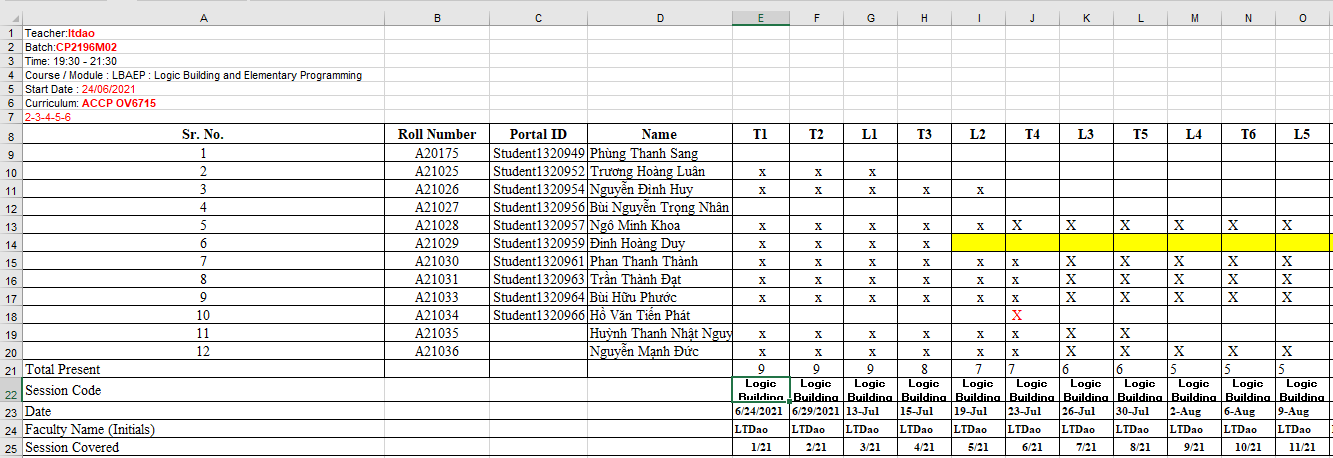 A B C D E F G H I J K L M N O
1 Teacher:ltdao
2 Batch:CP2196M02
3 Time: 19:30 - 21:30
4 Course / Module : LBAEP : Logic Building and Elementary Programming
5 Start Date : 24/06/2021
6 Curriculum: ACCP OV6715
7 2-3-4-5-6
8 Sr. No. Roll Number Portal ID Name T1 T2 L1 T3 L2 T4 L3 T5 L4 T6 L5
9 1 A20175 Student1320949 Phùng Thanh Sang
10 2 A21025 Student1320952 Trương Hoàng Luân x x x
11 3 A21026 Student1320954 Nguyễn Đinh Huy x x x x x
12 4 A21027 Student1320956 Bùi Nguyễn Trọng Nhân
13 5 A21028 Student1320957 Ngô Minh Khoa x x x x x X X X X X X
14 6 A21029 Student1320959 Đinh Hoàng Duy x x x x
15 7 A21030 Student1320961 Phan Thanh Thành x x x x x x X X X X X
16 8 A21031 Student1320963 Trần Thành Đạt x x x x x x X X X X X
17 9 A21033 Student1320964 Bùi Hữu Phước x x x x x x X X X X X
18 10 A21034 Student1320966 Hồ Văn Tiến Phát X
19 11 A21035 Huỳnh Thanh Nhật Nguy x x x x x x X X
20 12 A21036 Nguyễn Mạnh Đức x x x x x x X X X X X
21 Total Present 9 9 9 8 7 7 6 6 5 5 5
22 Session Code Logic Building Logic Building Logic Building Logic Building Logic Building Logic Building Logic Building Logic Building Logic Building Logic Building Logic Building
23 Date 6/24/2021 6/29/2021 13-Jul 15-Jul 19-Jul 23-Jul 26-Jul 30-Jul 2-Aug 6-Aug 9-Aug
24 Faculty Name (Initials) LTDao LTDao LTDao LTDao LTDao LTDao LTDao LTDao LTDao LTDao LTDao
25 Session Covered 1/21 2/21 3/21 4/21 5/21 6/21 7/21 8/21 9/21 10/21 11/21